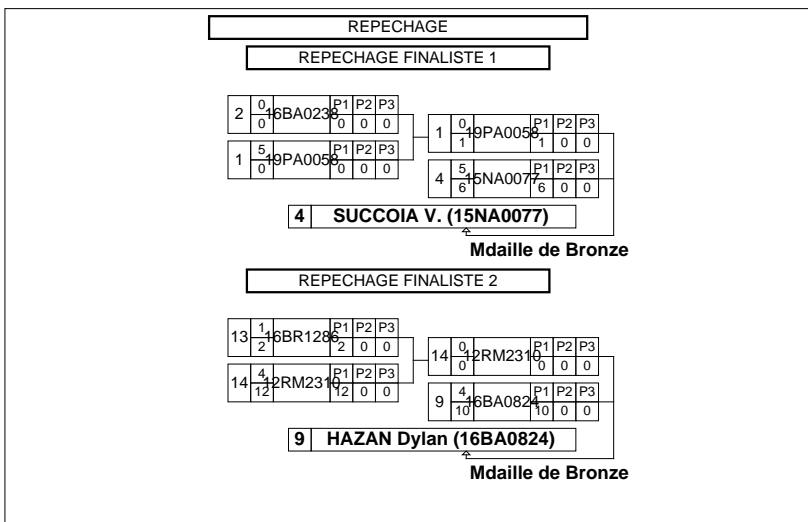 REPECHAGE
REPECHAGE FINALISTE 1
2 0 0 16BA0238 P1 P2 P3 0 0 0
1 5 0 19PA0058 P1 P2 P3 0 0 0
1 0 1 19PA0058 P1 P2 P3 1 0 0
4 5 6 15NA0077 P1 P2 P3 6 0 0
4 SUCCOIA V. (15NA0077)
Mdaille de Bronze
REPECHAGE FINALISTE 2
13 1 2 16BR1286 P1 P2 P3 2 0 0
14 4 12 12RM2310 P1 P2 P3 12 0 0
14 0 0 12RM2310 P1 P2 P3 0 0 0
9 4 10 16BA0824 P1 P2 P3 10 0 0
9 HAZAN Dylan (16BA0824)
Mdaille de Bronze